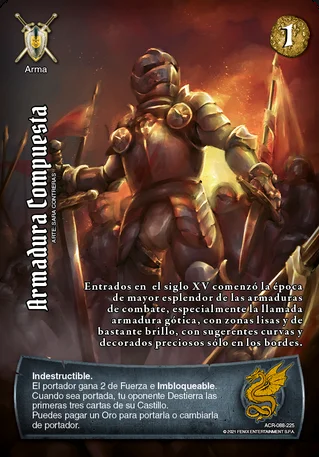 Arma
1
Armadura Compuesta
ARTE: SARA CONTRERAS
Entrados en el siglo XV comenzó la época
de mayor esplendor de las armaduras
de combate, especialmente la llamada
armadura gótica, con zonas lisas y de
bastante brillo, con sugerentes curvas y
decorados preciosos sólo en los bordes.
Indestructible.
El portador gana 2 de Fuerza e Imbloqueable.
Cuando sea portada, tu oponente Destierra las
primeras tres cartas de su Castillo.
Puedes pagar un Oro para portarla o cambiarla
de portador.
ACR-086-225
© 2021 FENIX ENTERTAINMENT S.P.A.